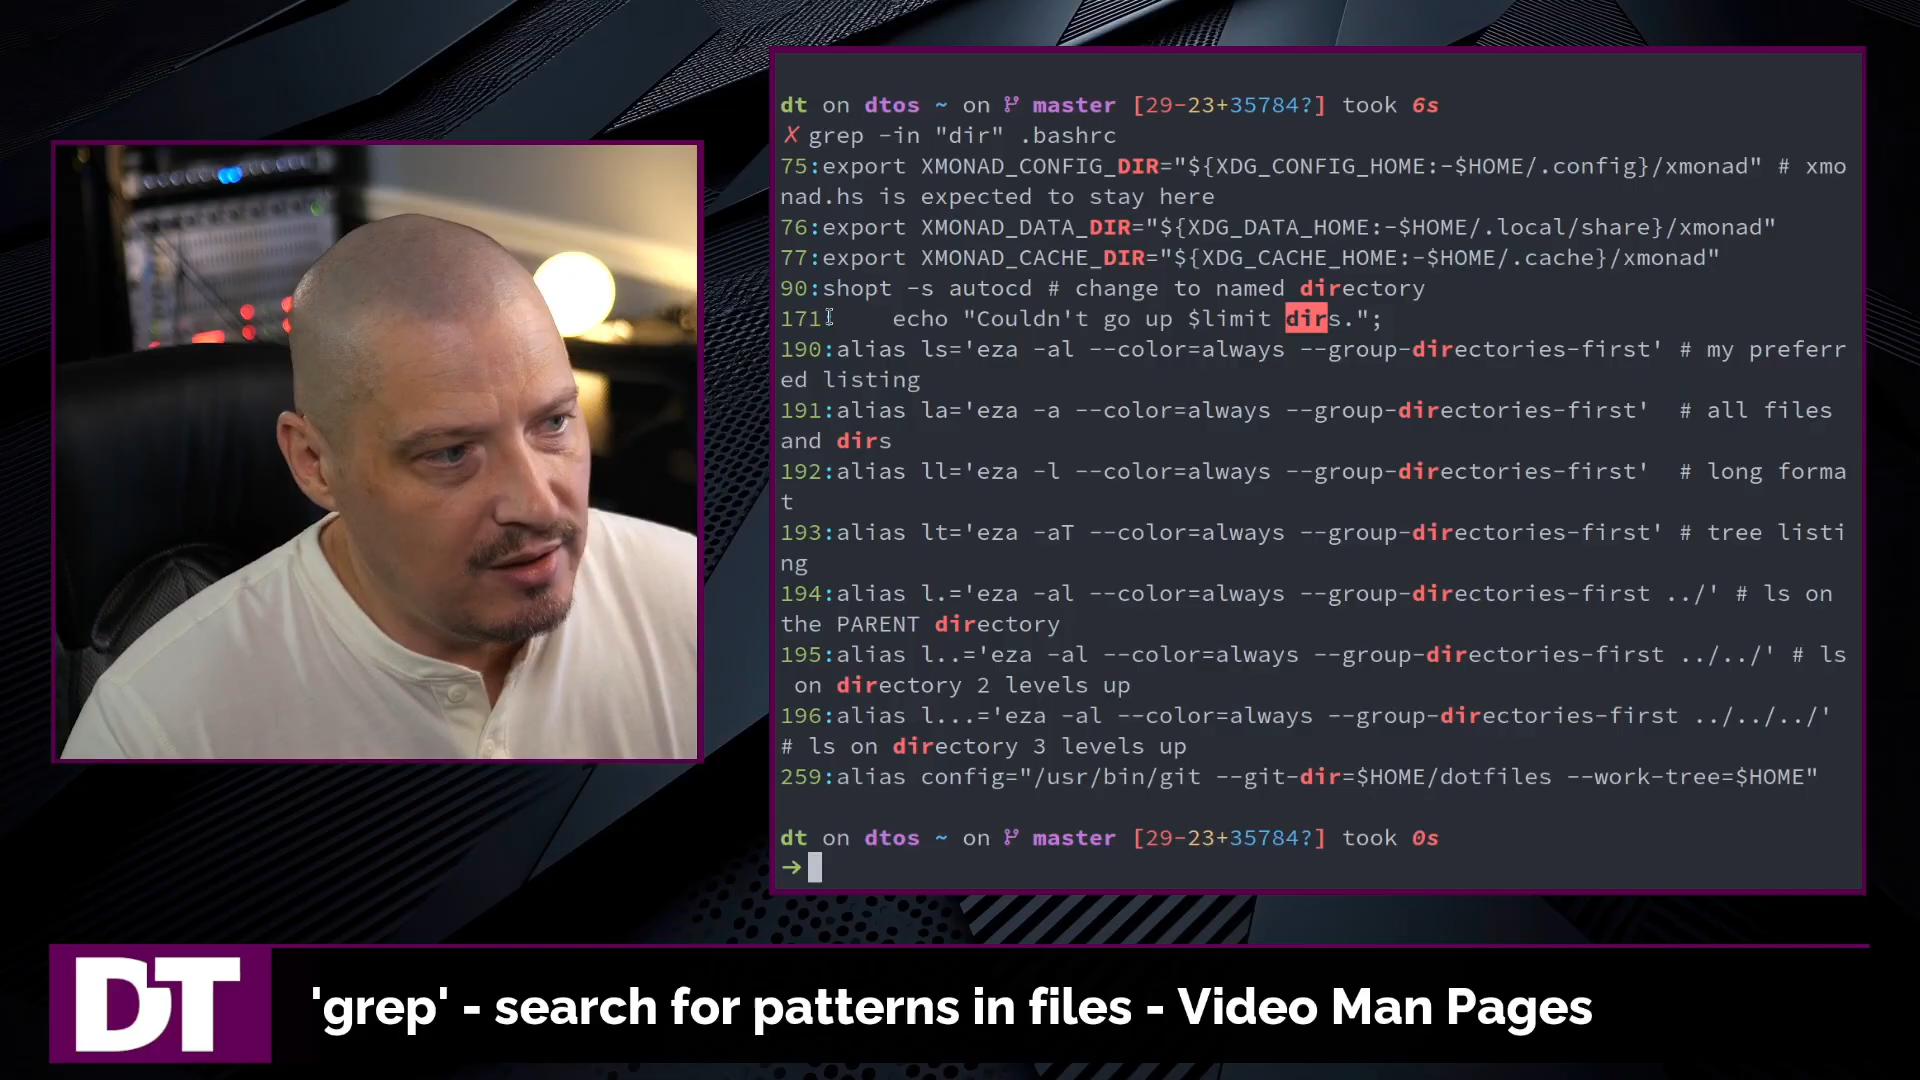 dt on dtos ~ on master [29-23+35784?] took 6s
✗ grep -in "dir" .bashrc
75:export XMONAD_CONFIG_DIR="${XDG_CONFIG_HOME:-$HOME/.config}/xmonad" # xmo
nad.hs is expected to stay here
76:export XMONAD_DATA_DIR="${XDG_DATA_HOME:-$HOME/.local/share}/xmonad"
77:export XMONAD_CACHE_DIR="${XDG_CACHE_HOME:-$HOME/.cache}/xmonad"
90:shopt -s autocd # change to named directory
171:     echo "Couldn't go up $limit dirs.";
190:alias ls='eza -al --color=always --group-directories-first' # my preferr
ed listing
191:alias la='eza -a --color=always --group-directories-first'  # all files
and dirs
192:alias ll='eza -l --color=always --group-directories-first'  # long forma
t
193:alias lt='eza -aT --color=always --group-directories-first' # tree listi
ng
194:alias l.='eza -al --color=always --group-directories-first ../' # ls on
the PARENT directory
195:alias l..='eza -al --color=always --group-directories-first ../../' # ls
 on directory 2 levels up
196:alias l...='eza -al --color=always --group-directories-first ../../../'
# ls on directory 3 levels up
259:alias config="/usr/bin/git --git-dir=$HOME/dotfiles --work-tree=$HOME"
dt on dtos ~ on master [29-23+35784?] took 0s
→
DT
'grep' - search for patterns in files - Video Man Pages